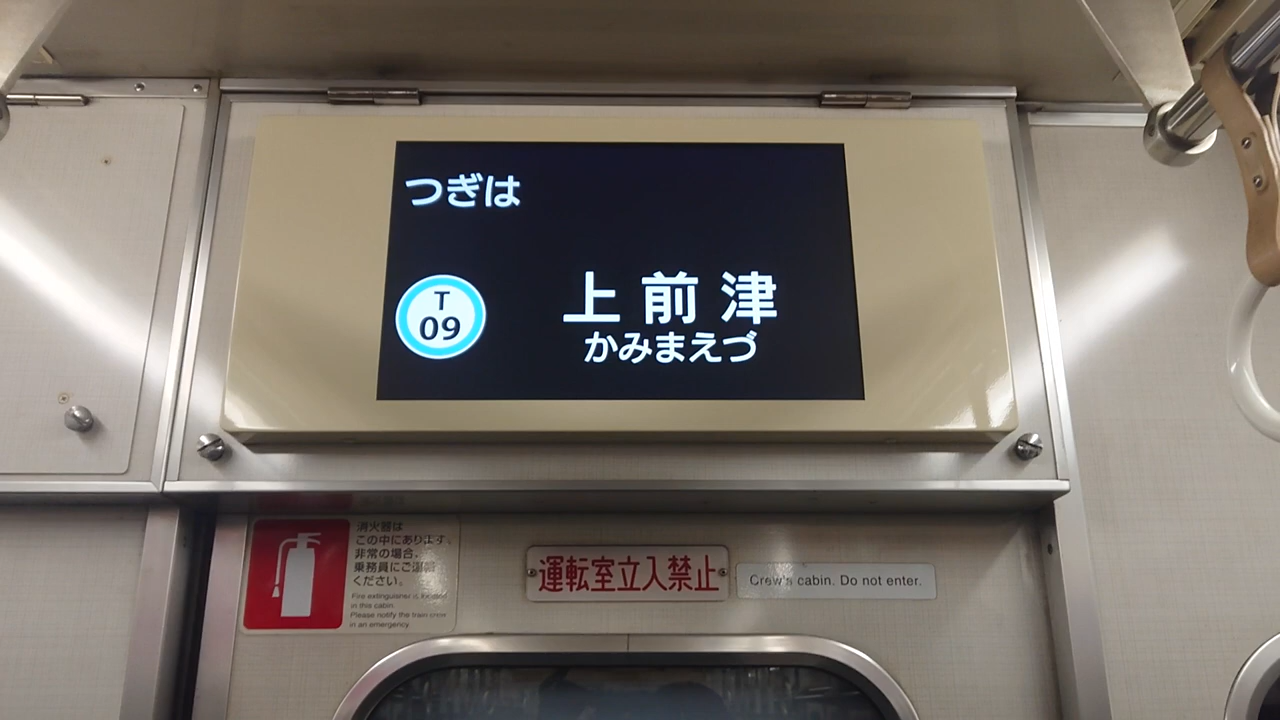 つぎは
T
09
上前津
かみまえづ
消火器は
この中にあります。
非常の場合、
乗務員にご連絡
ください。
Fire extinguisher is located
in this cabin.
Please notify the train crew
in an emergency.
運転室立入禁止
Crew's cabin. Do not enter.